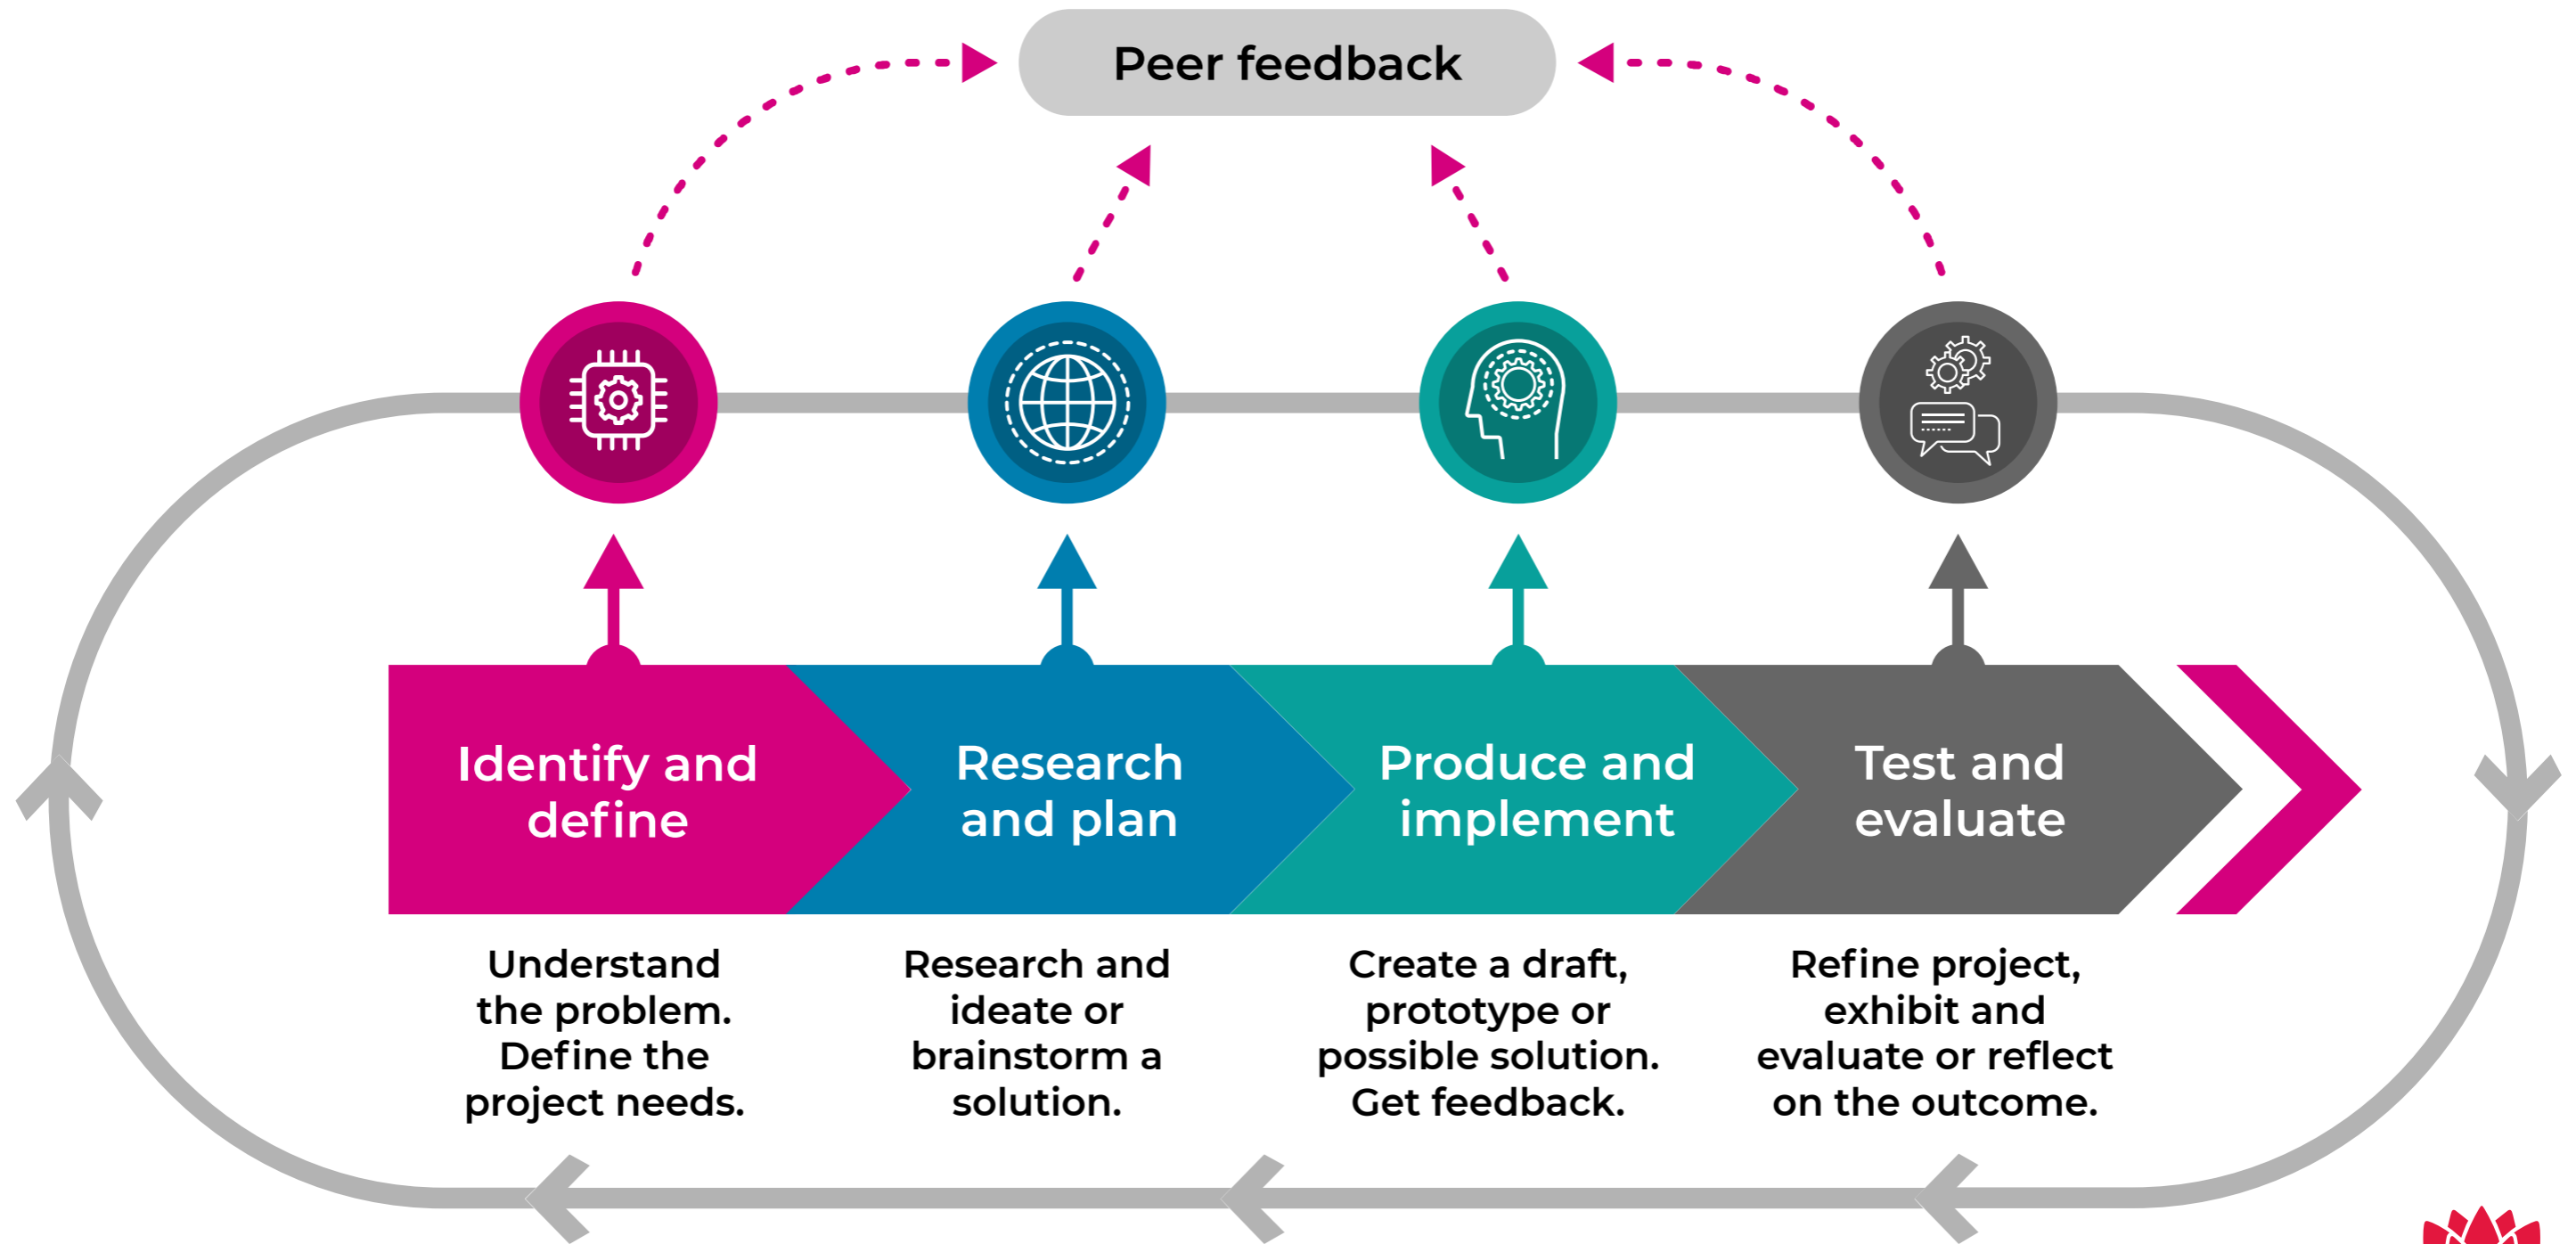 Peer feedback
Identify and
define
Research
and plan
Produce and
implement
Test and
evaluate
Understand
the problem.
Define the
project needs.
Research and
ideate or
brainstorm a
solution.
Create a draft,
prototype or
possible solution.
Get feedback.
Refine project,
exhibit and
evaluate or reflect
on the outcome.